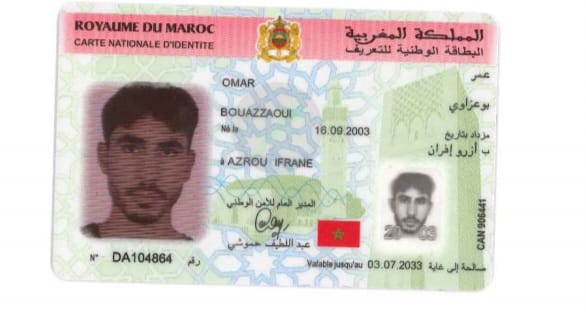 ROYAUME DU MAROC
المملكة المغربية
CARTE NATIONALE D'IDENTITE
البطاقة الوطنية للتعريف
OMAR
عمر
BOUAZZAOUI
بوعزاوي
Né le 16.09.2003
مزداد بتاريخ
à AZROU IFRANE
ب أزرو إفران
المدير العام للأمن الوطني
عبد اللطيف حموشي
20 03
CAN 906441
N° DA104864 رقم
Valable jusqu'au 03.07.2033 صالحة إلى غاية